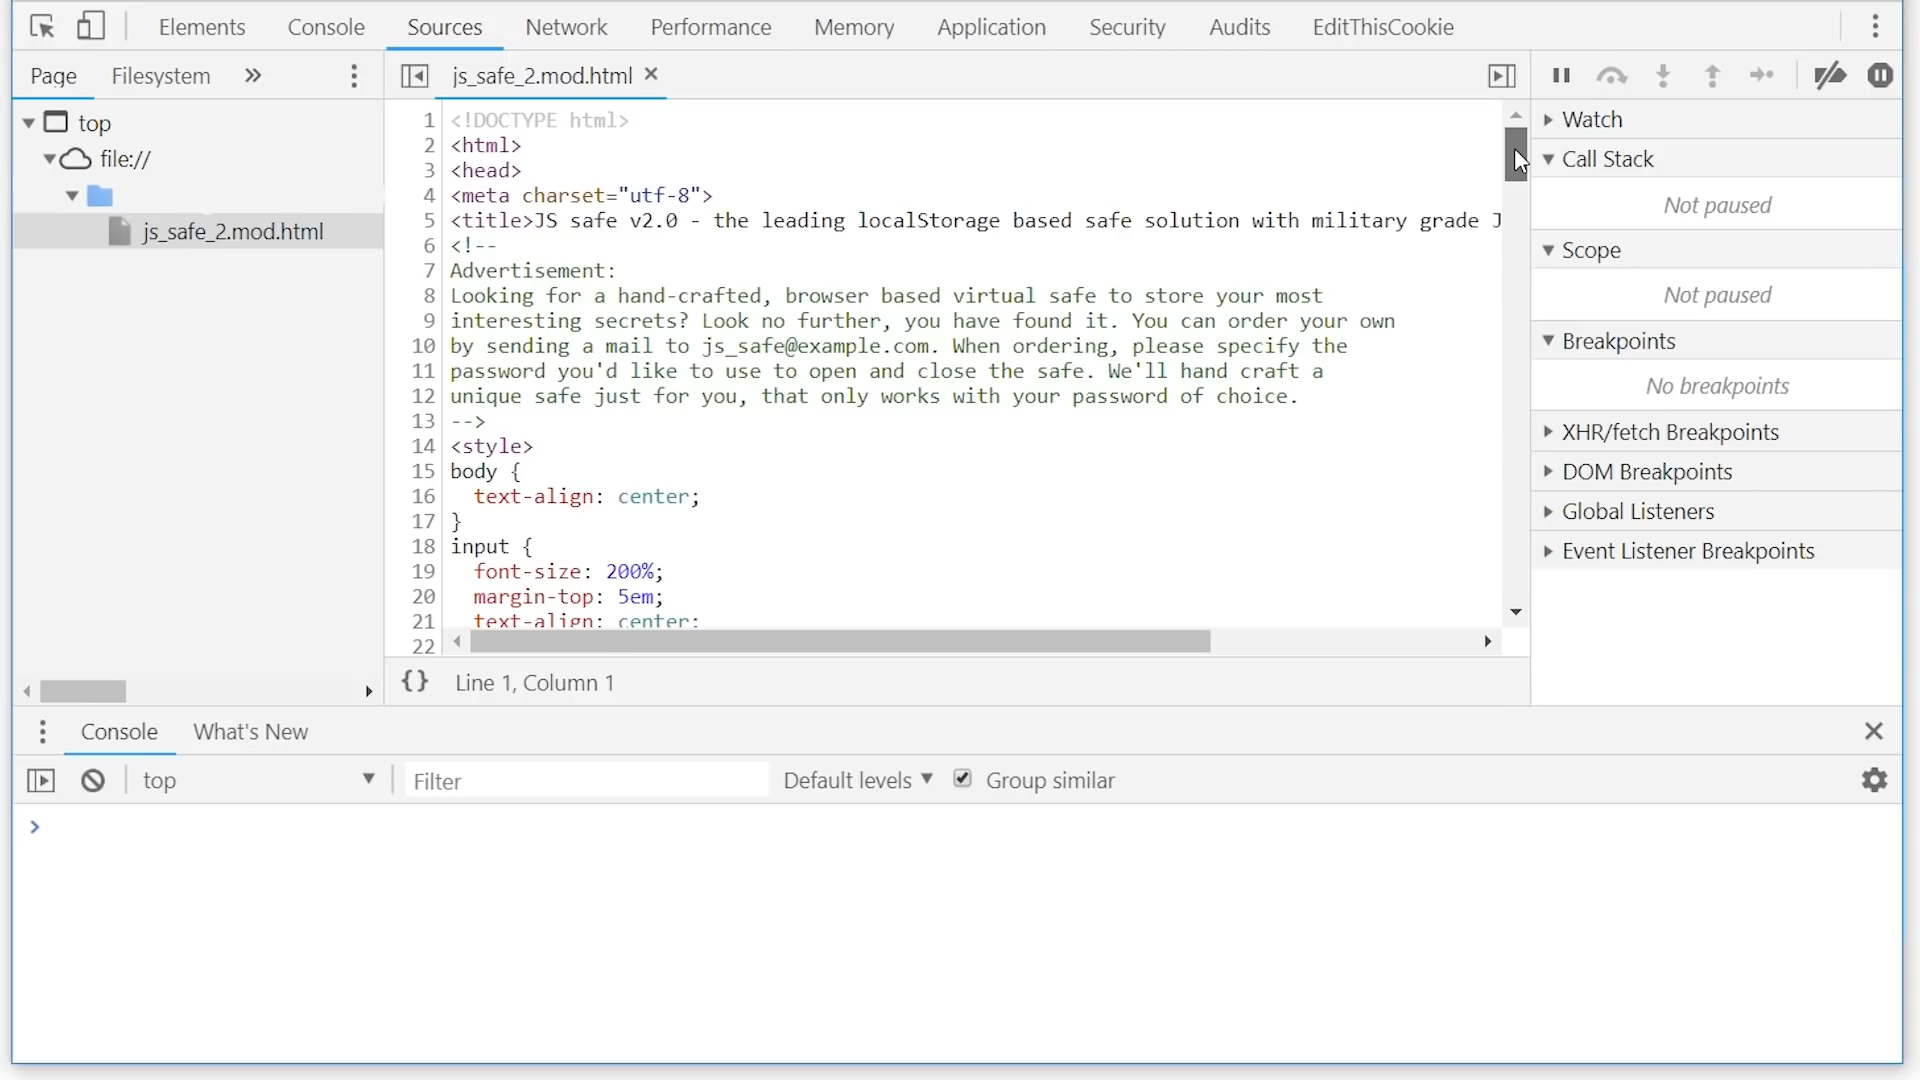 Elements Console Sources Network Performance Memory Application Security Audits EditThisCookie
Page Filesystem » js_safe_2.mod.html ×
top
file://
js_safe_2.mod.html
1 <!DOCTYPE html>
2 <html>
3 <head>
4 <meta charset="utf-8">
5 <title>JS safe v2.0 - the leading localStorage based safe solution with military grade J
6 <!--
7 Advertisement:
8 Looking for a hand-crafted, browser based virtual safe to store your most
9 interesting secrets? Look no further, you have found it. You can order your own
10 by sending a mail to js_safe@example.com. When ordering, please specify the
11 password you'd like to use to open and close the safe. We'll hand craft a
12 unique safe just for you, that only works with your password of choice.
13 -->
14 <style>
15 body {
16 text-align: center;
17 }
18 input {
19 font-size: 200%;
20 margin-top: 5em;
21 text-align: center;
22
{} Line 1, Column 1
Watch
Call Stack
Not paused
Scope
Not paused
Breakpoints
No breakpoints
XHR/fetch Breakpoints
DOM Breakpoints
Global Listeners
Event Listener Breakpoints
Console What's New
top Filter Default levels Group similar
>